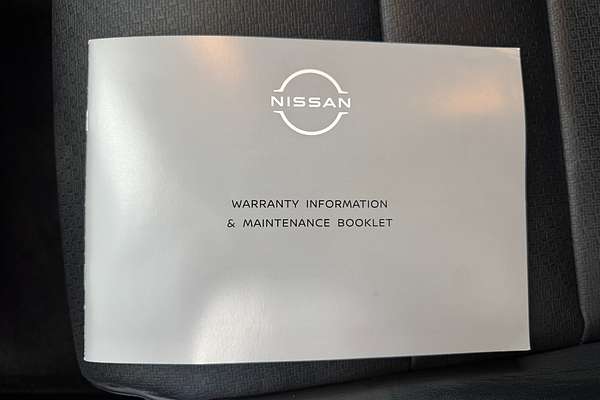 NISSAN
WARRANTY INFORMATION
& MAINTENANCE BOOKLET